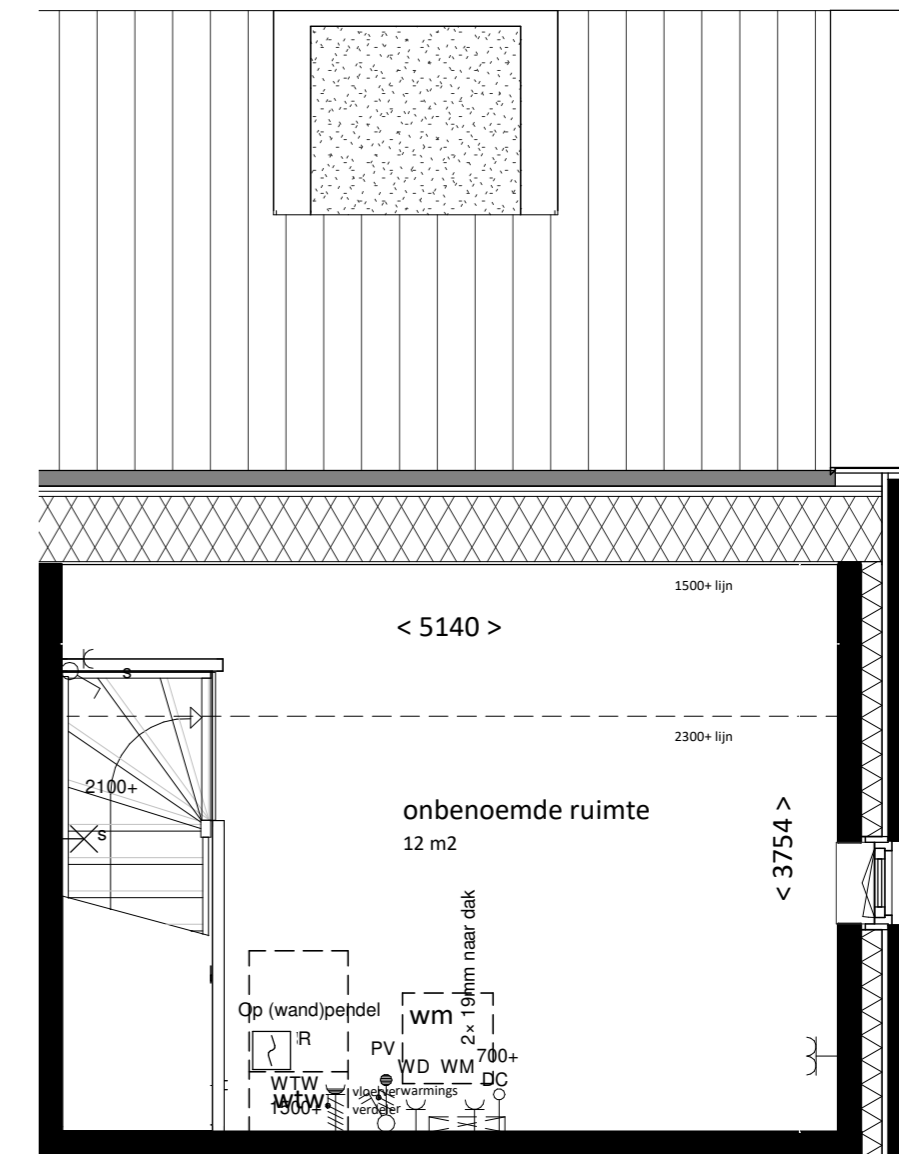 1500+ lijn
< 5140 >
s
2300+ lijn
2100+
onbenoemde ruimte
12 m2
< 3754 >
s
2x 19mm naar dak
Op (wand)pendel
wm
R
PV
700+
WD WM
DC
WTW
vloerverwarmings
wtw
1500+
verdeler